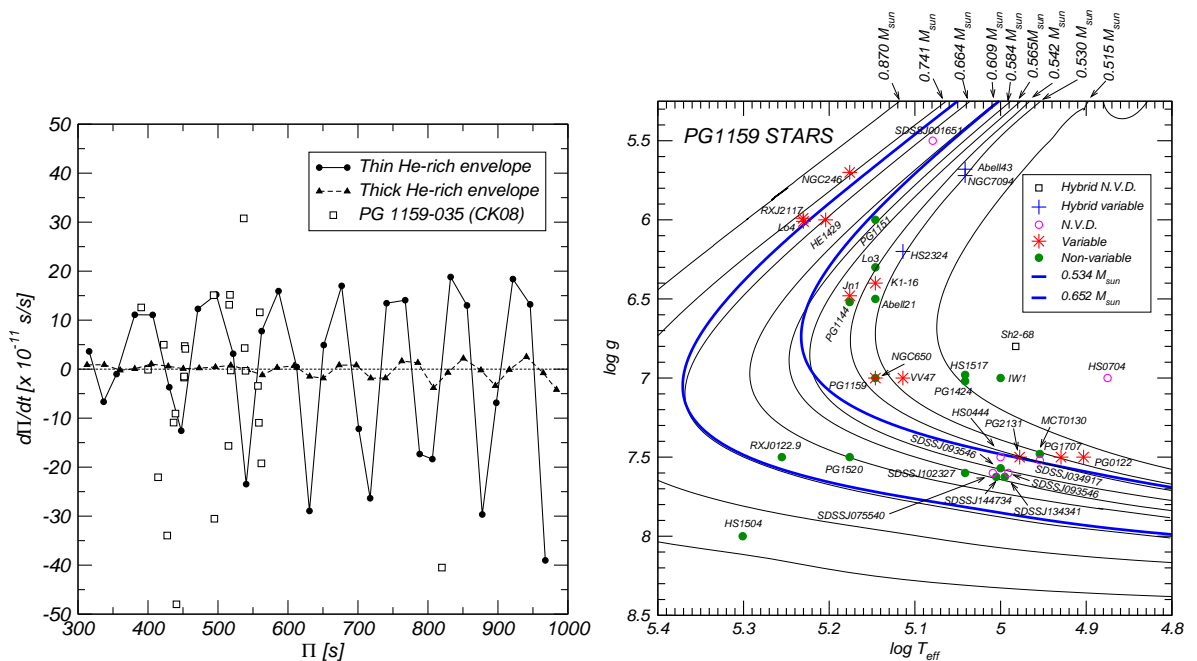 50
40
30
20
10
0
-10
-20
-30
-40
-50
300
400
500
600
700
800
900
1000
Π [s]
dΠ/dt [x 10^-11 s/s]
Thin He-rich envelope
Thick He-rich envelope
PG 1159-035 (CK08)
0.870 M_sun
0.741 M_sun
0.664 M_sun
0.609 M_sun
0.584 M_sun
0.565M_sun
0.542 M_sun
0.530 M_sun
0.515 M_sun
PG1159 STARS
SDSSJ001651
NGC246
Abell43
NGC7094
RXJ2117
Lo4
HE1429
PG1151
HS2324
Lo3
K1-16
Jn1
Abell21
PG1144
Sh2-68
NGC650
HS1517
HS0704
PG1159
VV47
PG1424
IW1
HS0444
PG2131
MCT0130
SDSSJ093546
PG1707
RXJ0122.9
PG0122
PG1520
SDSSJ102327
SDSSJ034917
SDSSJ093546
SDSSJ075540
SDSSJ144734
SDSSJ134341
HS1504
Hybrid N.V.D.
Hybrid variable
N.V.D.
Variable
Non-variable
0.534 M_sun
0.652 M_sun
5.5
6
6.5
7
7.5
8
8.5
log g
5.4
5.3
5.2
5.1
5
4.9
4.8
log T_eff